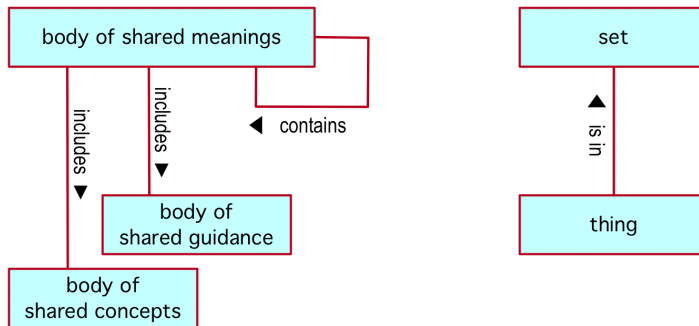 body of shared meanings
set
includes
includes
contains
is in
body of
shared guidance
thing
body of
shared concepts